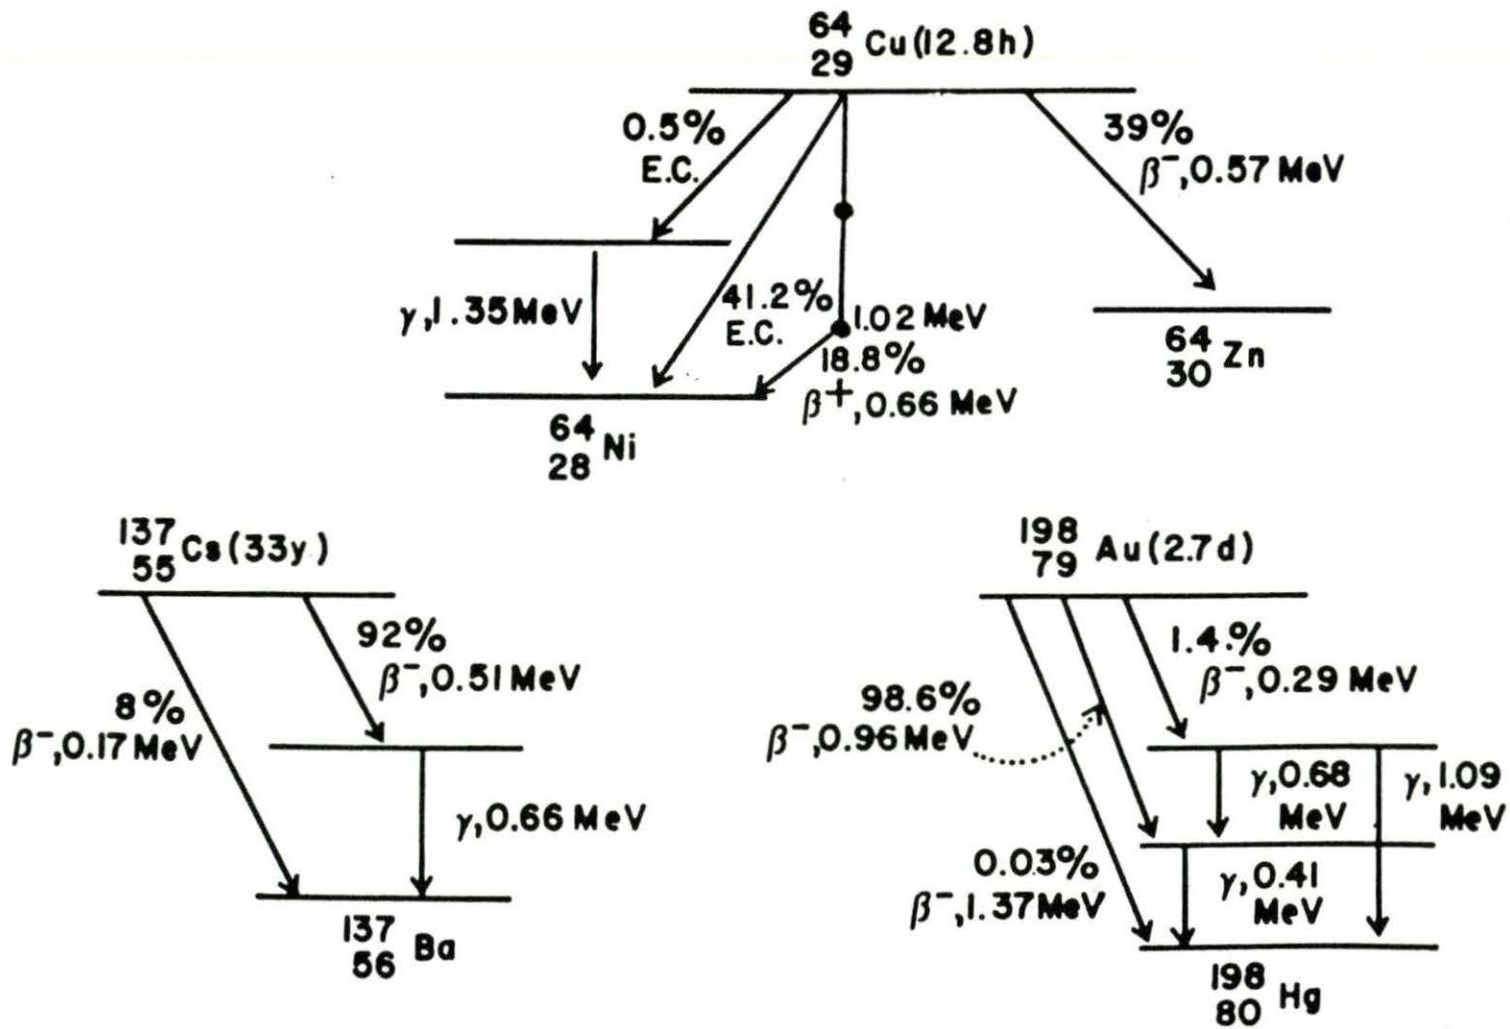 64
29 Cu (12.8h)
0.5%
E.C.
39%
β⁻, 0.57 MeV
γ, 1.35 MeV
41.2%
E.C.
1.02 MeV
18.8%
β+, 0.66 MeV
64
30 Zn
64
28 Ni
137
55 Cs (33y)
92%
β⁻, 0.51 MeV
8%
β⁻, 0.17 MeV
γ, 0.66 MeV
137
56 Ba
198
79 Au (2.7d)
1.4.%
β⁻, 0.29 MeV
98.6%
β⁻, 0.96 MeV
γ, 0.68
MeV
γ, 1.09
MeV
0.03%
β⁻, 1.37 MeV
γ, 0.41
MeV
198
80 Hg